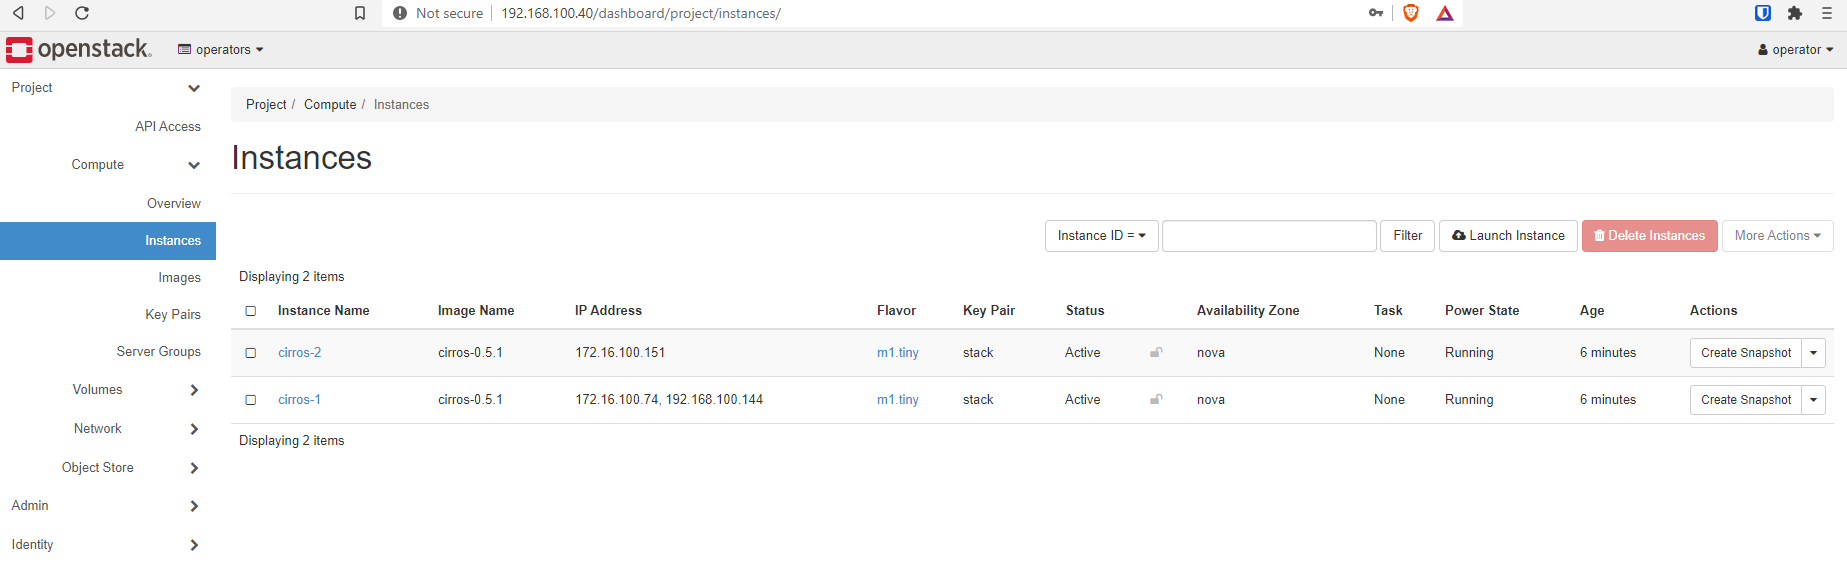 Not secure 192.168.100.40/dashboard/project/instances/
openstack. operators operator
Project
API Access
Compute
Overview
Instances
Images
Key Pairs
Server Groups
Volumes
Network
Object Store
Admin
Identity
Project / Compute / Instances
Instances
Instance ID = Filter Launch Instance Delete Instances More Actions
Displaying 2 items
Instance Name Image Name IP Address Flavor Key Pair Status Availability Zone Task Power State Age Actions
cirros-2 cirros-0.5.1 172.16.100.151 m1.tiny stack Active nova None Running 6 minutes Create Snapshot
cirros-1 cirros-0.5.1 172.16.100.74, 192.168.100.144 m1.tiny stack Active nova None Running 6 minutes Create Snapshot
Displaying 2 items